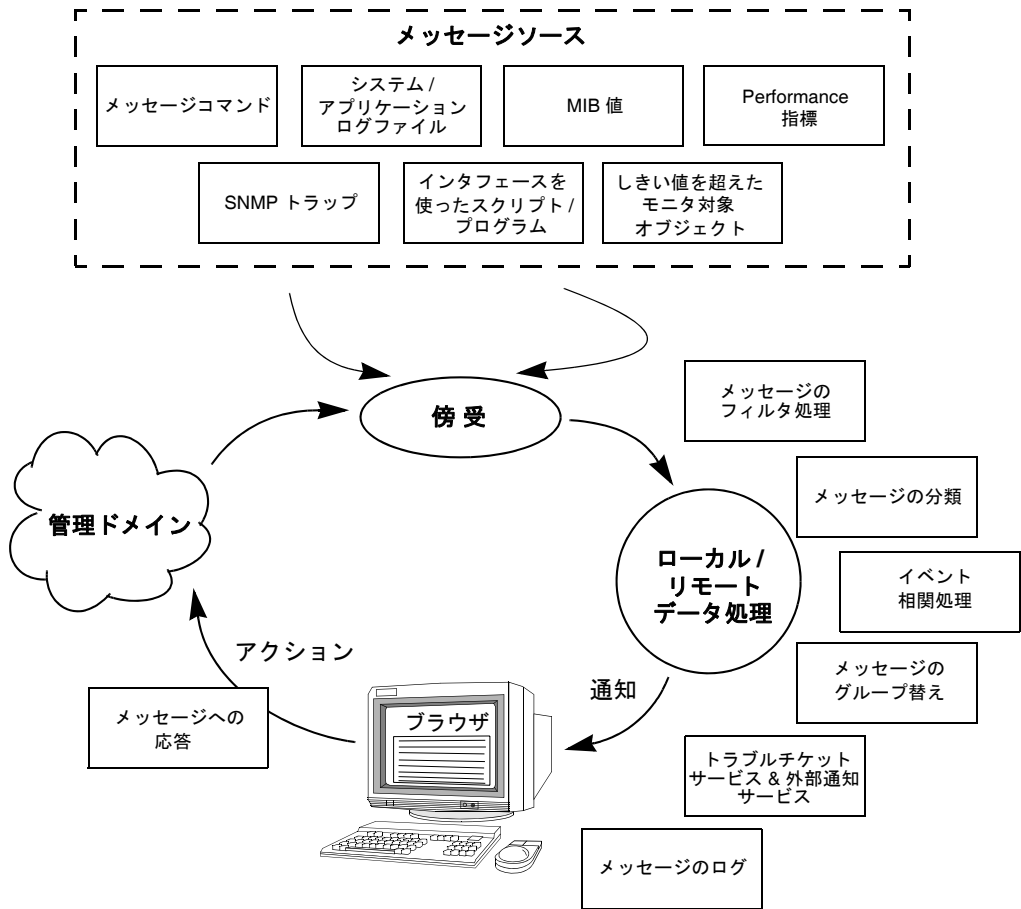 メッセージソース
メッセージコマンド
システム /
アプリケーション
ログファイル
MIB 値
Performance
指標
SNMP トラップ
インタフェースを
使ったスクリプト /
プログラム
しきい値を超えた
モニタ対象
オブジェクト
傍 受
メッセージの
フィルタ処理
メッセージの分類
管理ドメイン
ローカル /
リモート
データ処理
イベント
相関処理
アクション
メッセージの
グループ替え
通知
メッセージへの
応答
ブラウザ
トラブルチケット
サービス & 外部通知
サービス
メッセージのログ